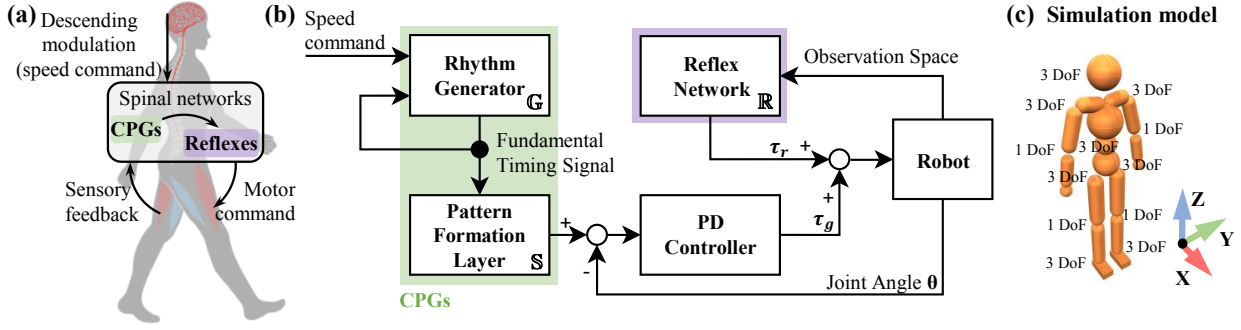 (a)
Descending
modulation
(speed command)
Spinal networks
CPGs
Reflexes
Sensory
feedback
Motor
command
(b)
Speed
command
Rhythm
Generator
𝔾
Fundamental
Timing Signal
Pattern
Formation
Layer
𝕊
CPGs
+
-
PD
Controller
τg
+
Reflex
Network
ℝ
τr
+
Observation Space
Robot
Joint Angle θ
(c) Simulation model
3 DoF
3 DoF
3 DoF
1 DoF
1 DoF
3 DoF
3 DoF
3 DoF
1 DoF
1 DoF
3 DoF
3 DoF
Z
Y
X